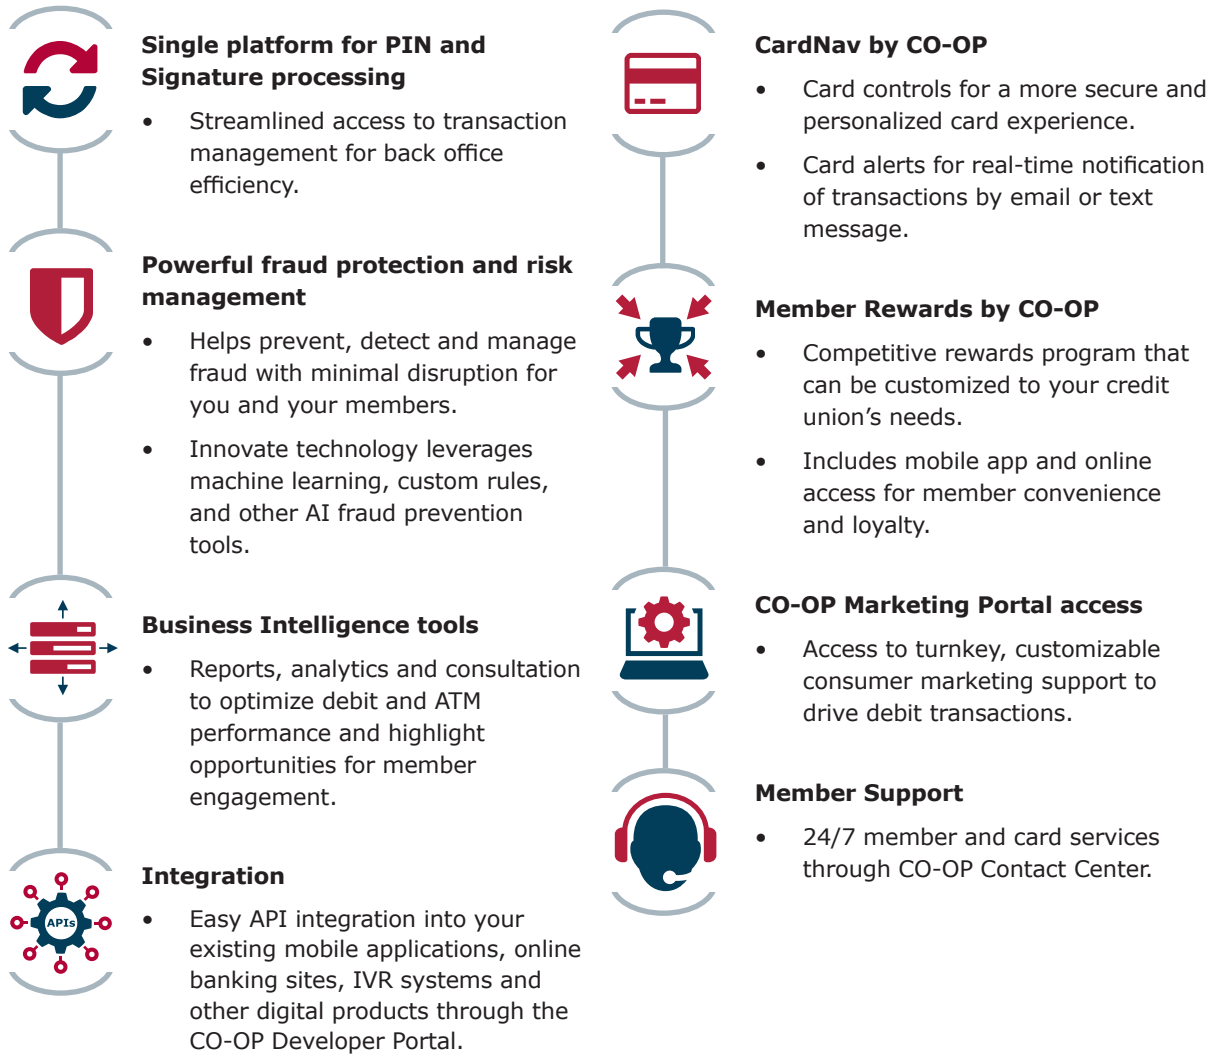 Single platform for PIN and
Signature processing
• Streamlined access to transaction
management for back office
efficiency.
Powerful fraud protection and risk
management
• Helps prevent, detect and manage
fraud with minimal disruption for
you and your members.
• Innovate technology leverages
machine learning, custom rules,
and other AI fraud prevention
tools.
Business Intelligence tools
• Reports, analytics and consultation
to optimize debit and ATM
performance and highlight
opportunities for member
engagement.
APIs
Integration
• Easy API integration into your
existing mobile applications, online
banking sites, IVR systems and
other digital products through the
CO-OP Developer Portal.
CardNav by CO-OP
• Card controls for a more secure and
personalized card experience.
• Card alerts for real-time notification
of transactions by email or text
message.
Member Rewards by CO-OP
• Competitive rewards program that
can be customized to your credit
union’s needs.
• Includes mobile app and online
access for member convenience
and loyalty.
CO-OP Marketing Portal access
• Access to turnkey, customizable
consumer marketing support to
drive debit transactions.
Member Support
• 24/7 member and card services
through CO-OP Contact Center.